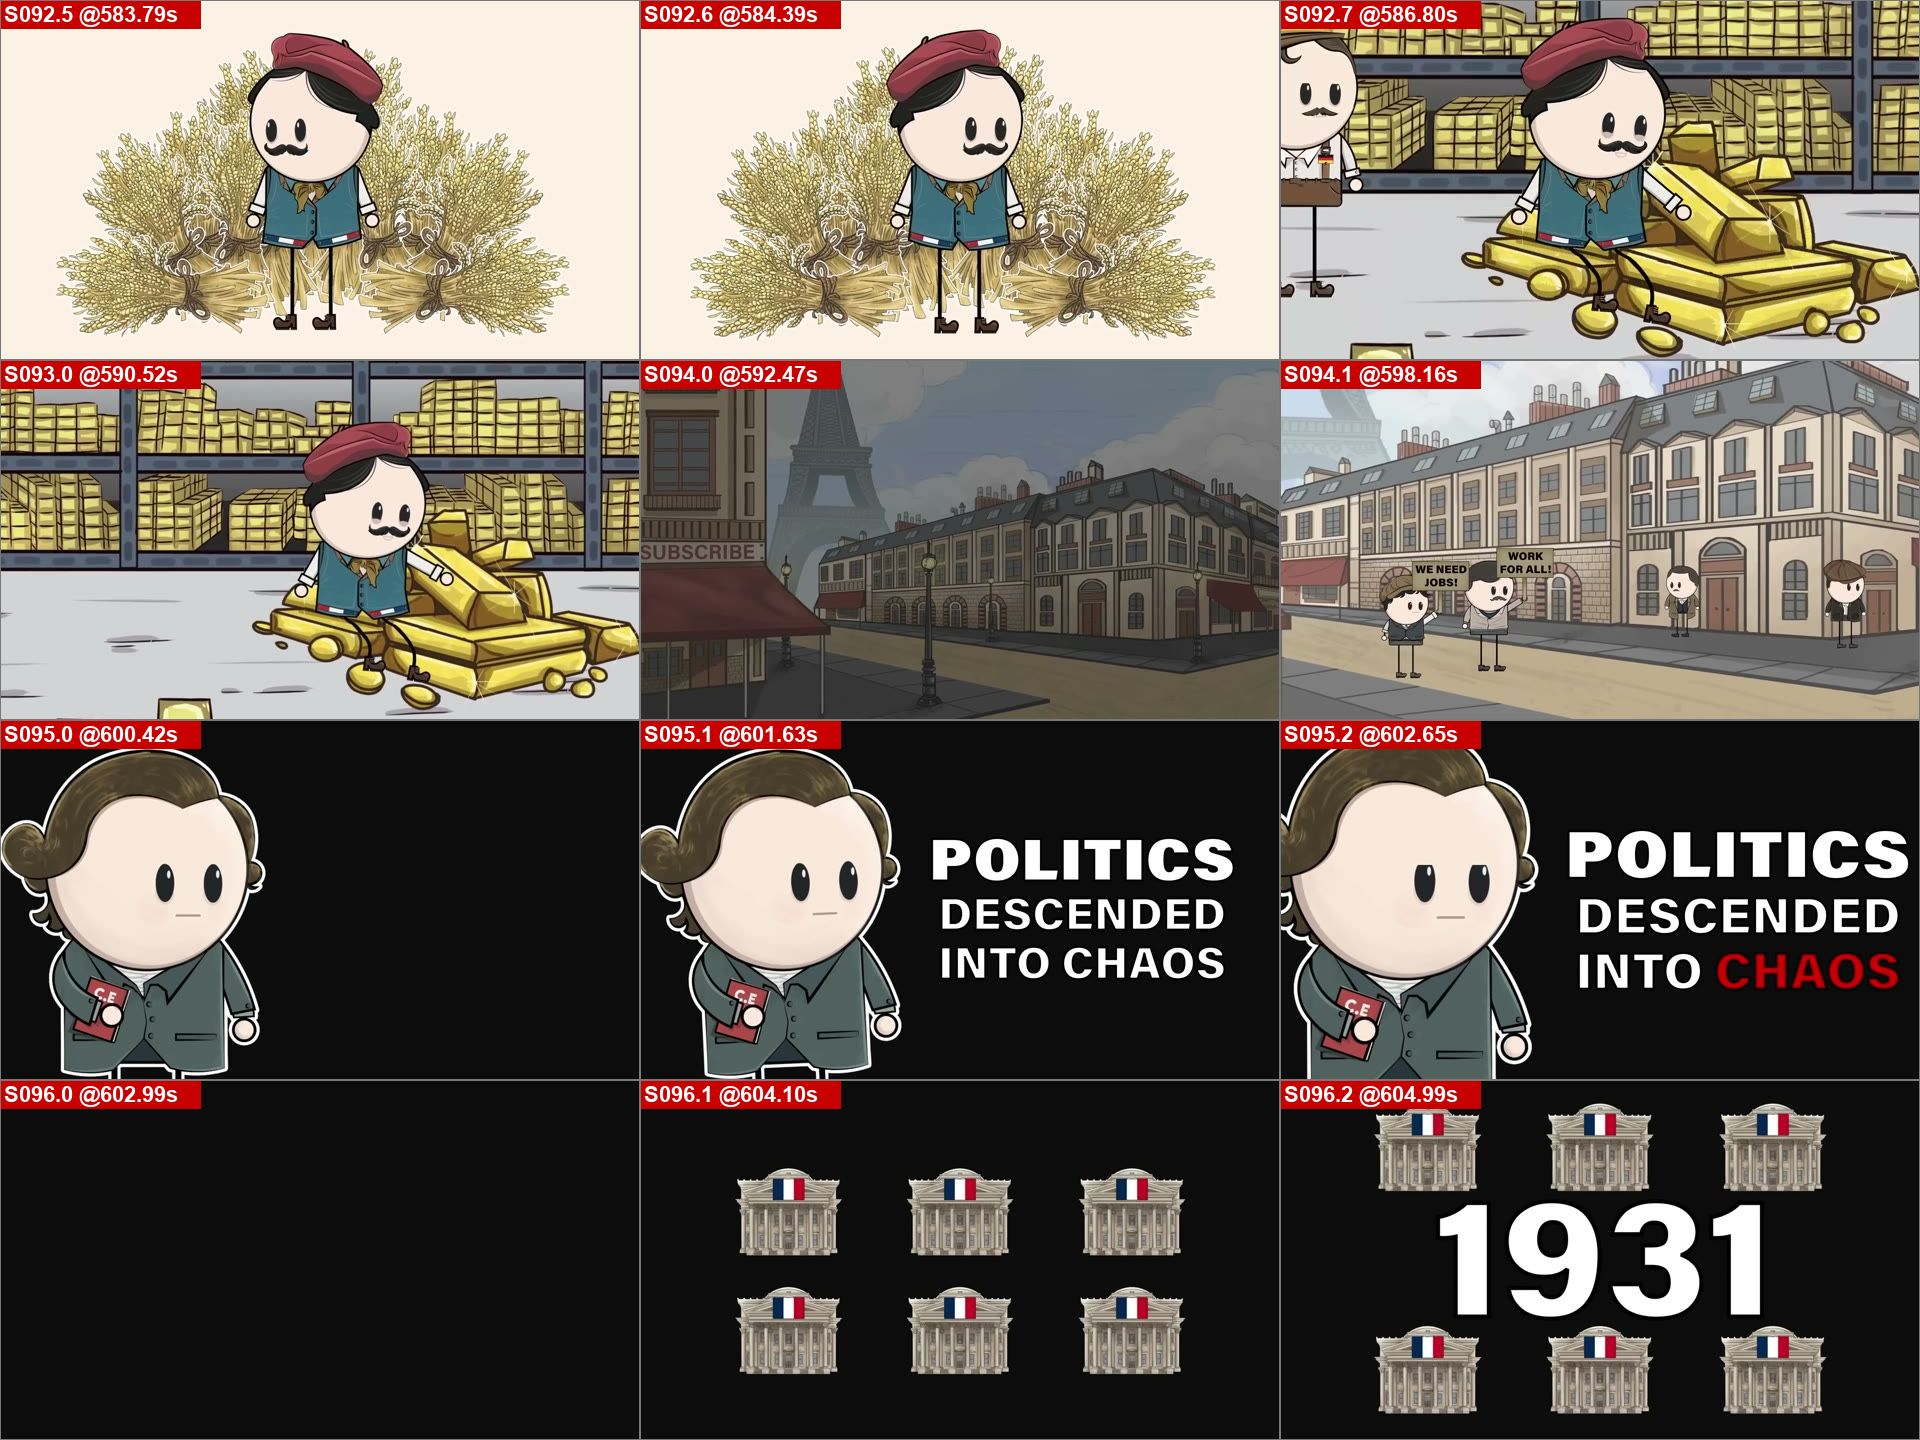 S092.5 @583.79s
S092.6 @584.39s
S092.7 @586.80s
S093.0 @590.52s
S094.0 @592.47s
SUBSCRIBE
S094.1 @598.16s
WE NEED
JOBS!
WORK
FOR ALL!
S095.0 @600.42s
C.E
S095.1 @601.63s
C.E
POLITICS
DESCENDED
INTO CHAOS
S095.2 @602.65s
C.E
POLITICS
DESCENDED
INTO CHAOS
S096.0 @602.99s
S096.1 @604.10s
S096.2 @604.99s
1931